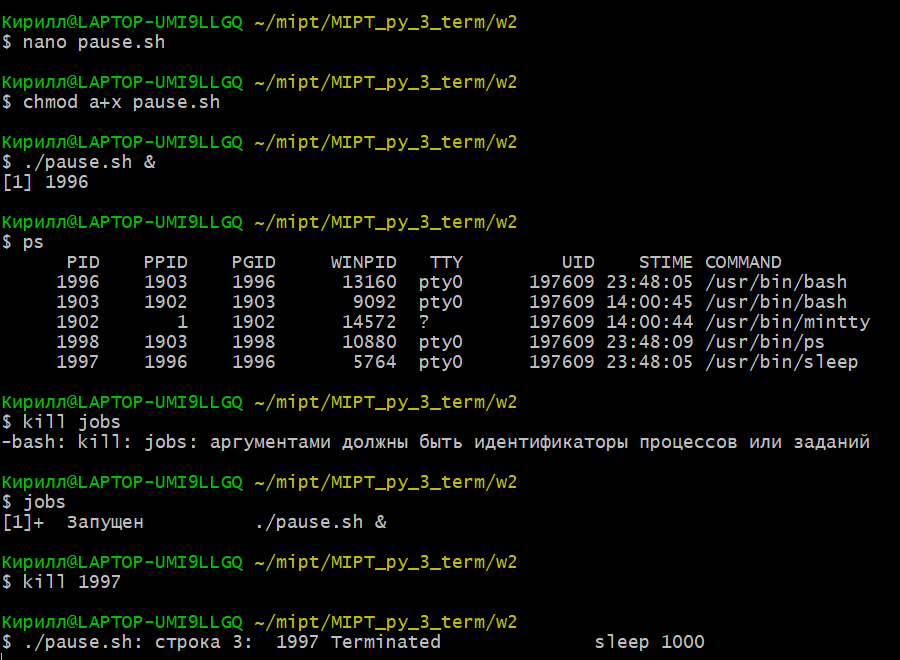 Кирилл@LAPTOP-UMI9LLGQ ~/mipt/MIPT_py_3_term/w2
$ nano pause.sh
Кирилл@LAPTOP-UMI9LLGQ ~/mipt/MIPT_py_3_term/w2
$ chmod a+x pause.sh
Кирилл@LAPTOP-UMI9LLGQ ~/mipt/MIPT_py_3_term/w2
$ ./pause.sh &
[1] 1996
Кирилл@LAPTOP-UMI9LLGQ ~/mipt/MIPT_py_3_term/w2
$ ps
PID PPID PGID WINPID TTY UID STIME COMMAND
1996 1903 1996 13160 pty0 197609 23:48:05 /usr/bin/bash
1903 1902 1903 9092 pty0 197609 14:00:45 /usr/bin/bash
1902 1 1902 14572 ? 197609 14:00:44 /usr/bin/mintty
1998 1903 1998 10880 pty0 197609 23:48:09 /usr/bin/ps
1997 1996 1996 5764 pty0 197609 23:48:05 /usr/bin/sleep
Кирилл@LAPTOP-UMI9LLGQ ~/mipt/MIPT_py_3_term/w2
$ kill jobs
-bash: kill: jobs: аргументами должны быть идентификаторы процессов или заданий
Кирилл@LAPTOP-UMI9LLGQ ~/mipt/MIPT_py_3_term/w2
$ jobs
[1]+ Запущен ./pause.sh &
Кирилл@LAPTOP-UMI9LLGQ ~/mipt/MIPT_py_3_term/w2
$ kill 1997
Кирилл@LAPTOP-UMI9LLGQ ~/mipt/MIPT_py_3_term/w2
$ ./pause.sh: строка 3: 1997 Terminated sleep 1000